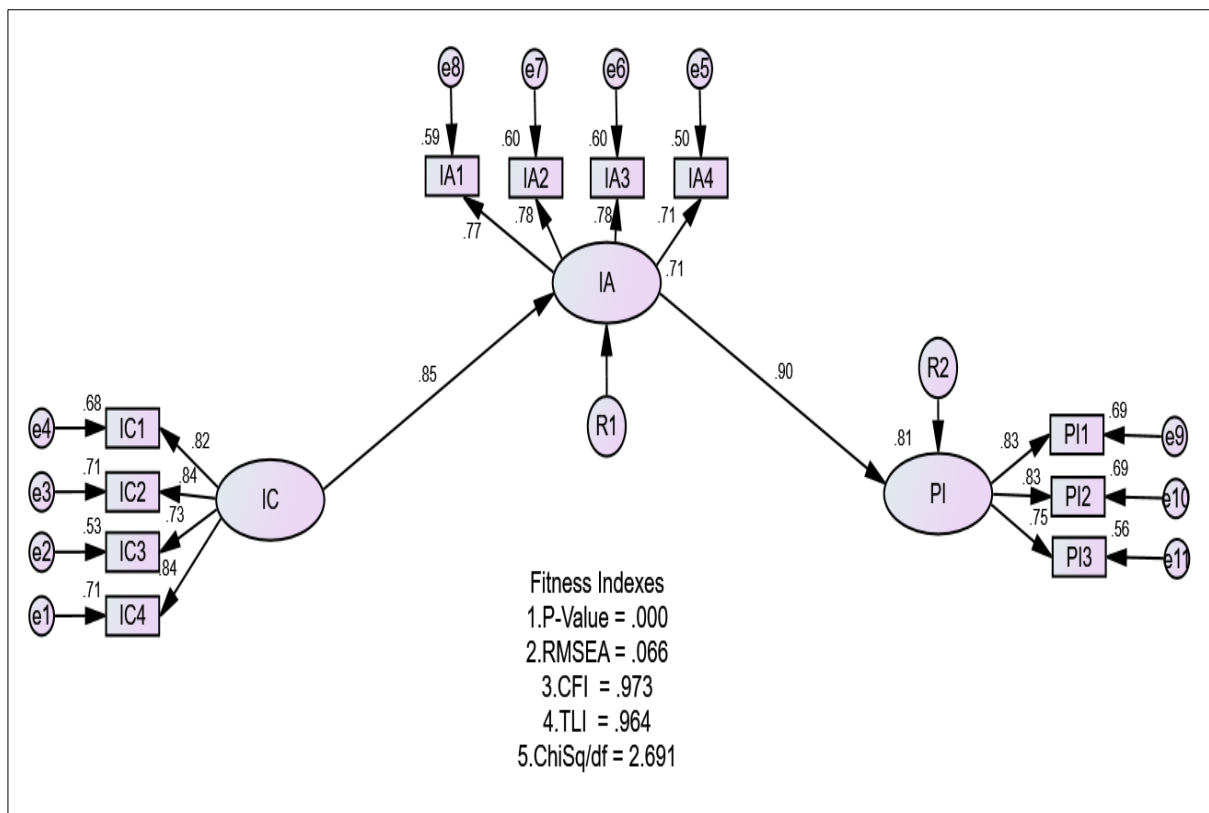 e8 e7 e6 e5
.59 .60 .60 .50
IA1 IA2 IA3 IA4
.77 .78 .78 .71
.71
IA
.85
.90
R1
R2
.81
PI
e4 .68 IC1 .82
e3 .71 IC2 .84
e2 .53 IC3 .73
e1 .71 IC4 .84
IC
.83 PI1 .69 e9
.83 PI2 .69 e10
.75 PI3 .56 e11
Fitness Indexes
1.P-Value = .000
2.RMSEA = .066
3.CFI = .973
4.TLI = .964
5.ChiSq/df = 2.691